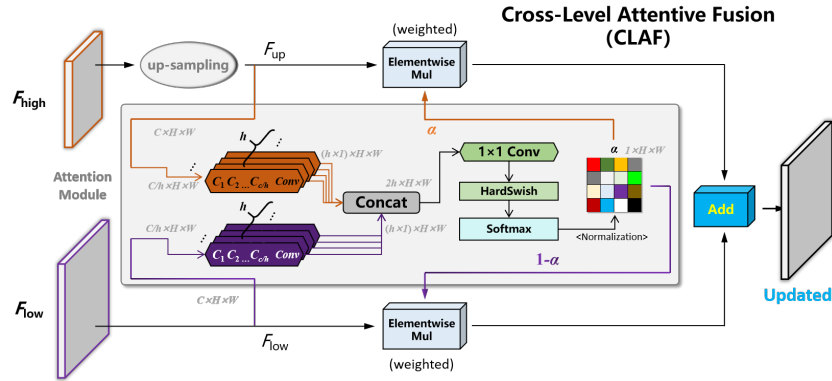 Cross-Level Attentive Fusion
(CLAF)
(weighted)
F_up
up-sampling
Elementwise
Mul
F_high
C×H×W
h
...
(h×1)×H×W
α
α 1×H×W
1×1 Conv
Attention
Module
C/h×H×W
C_1 C_2 ... C_c/h Conv
2h×H×W
HardSwish
Concat
Add
C/h×H×W
h
...
Softmax
<Normalization>
(h×1)×H×W
C_1 C_2 ... C_c/h Conv
1-α
Updated
C×H×W
F_low
Elementwise
Mul
F_low
(weighted)